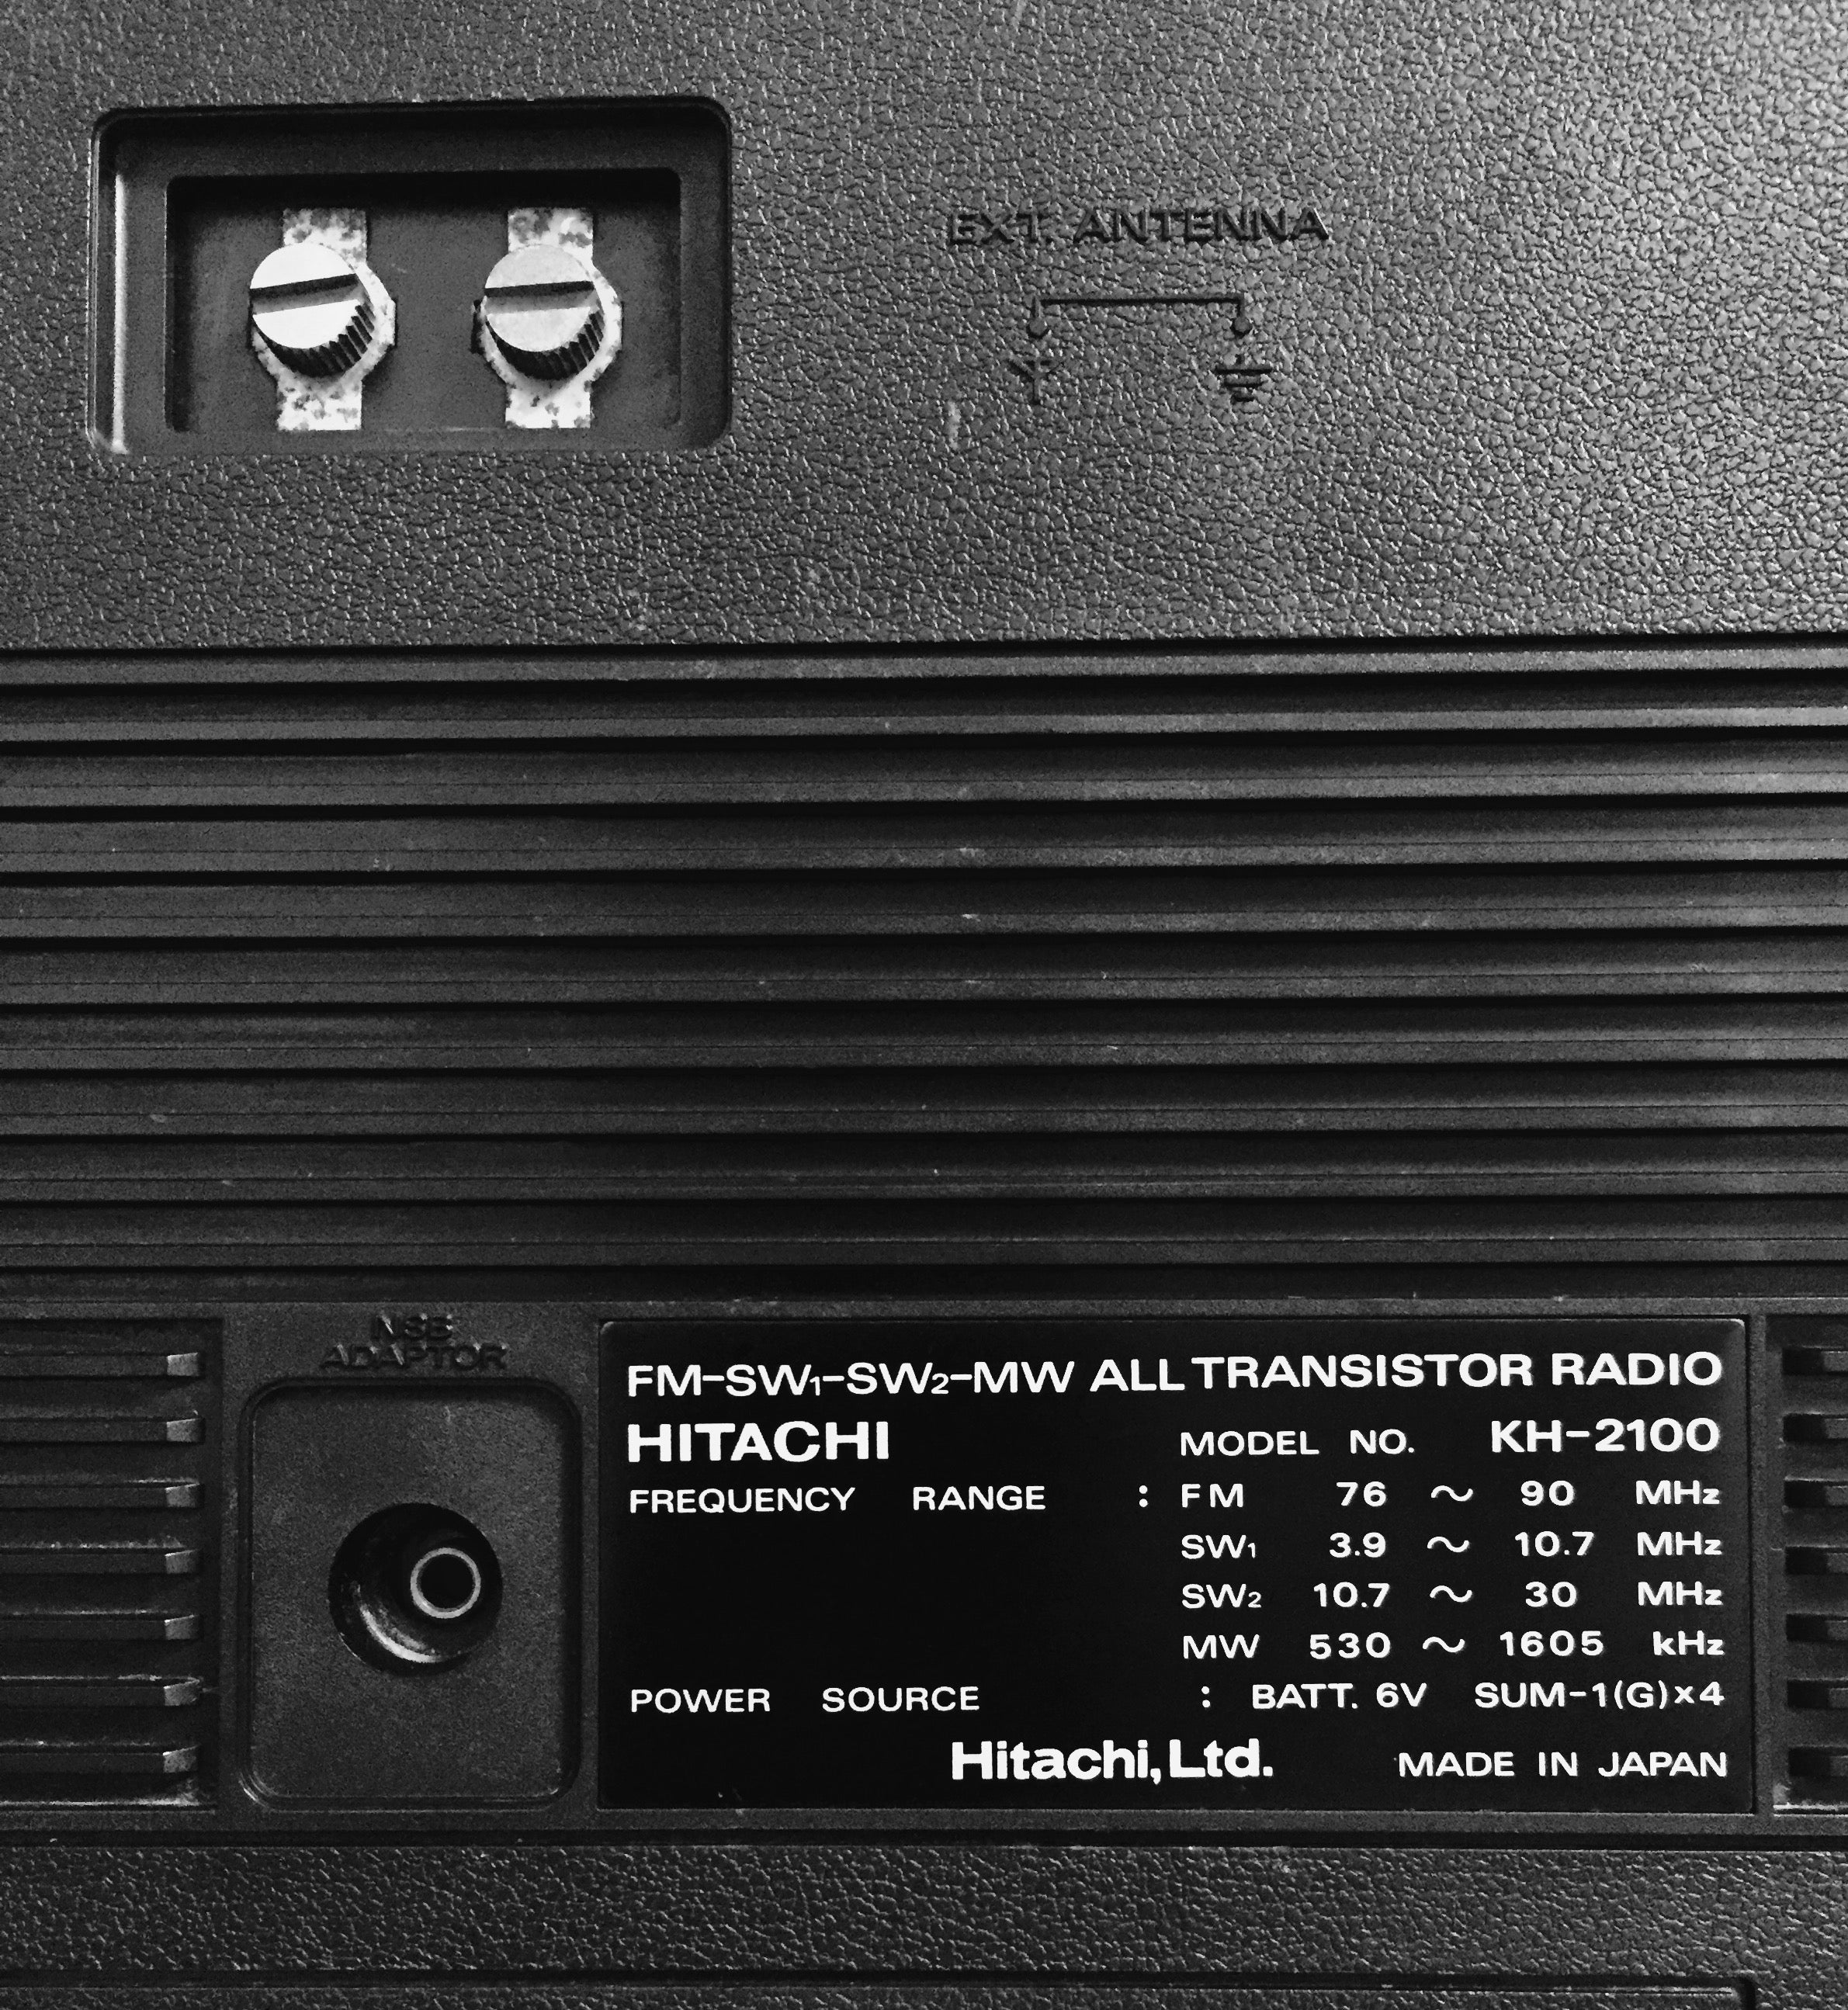 EXT. ANTENNA
NSB
ADAPTOR
FM-SW₁-SW₂-MW ALL TRANSISTOR RADIO
HITACHI MODEL NO. KH-2100
FREQUENCY RANGE : FM 76 ~ 90 MHz
SW₁ 3.9 ~ 10.7 MHz
SW₂ 10.7 ~ 30 MHz
MW 530 ~ 1605 kHz
POWER SOURCE : BATT. 6V SUM-1(G)×4
Hitachi, Ltd. MADE IN JAPAN